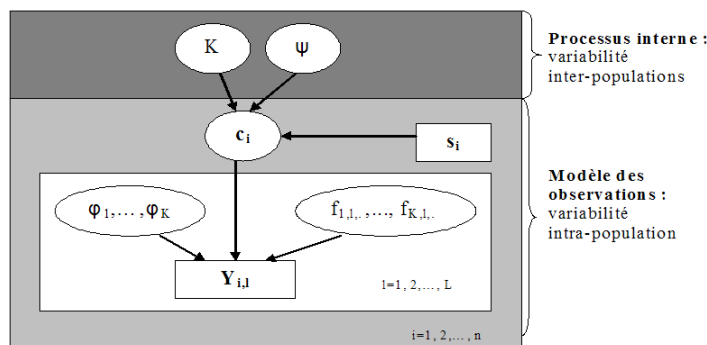 K
ψ
Processus interne :
variabilité
inter-populations
c_i
s_i
Modèle des
observations :
variabilité
intra-population
φ_1,…, φ_K
f_{1,l,.} ,…, f_{K,l,.}
Y_{i,l}
l=1, 2,…, L
i=1, 2,…, n